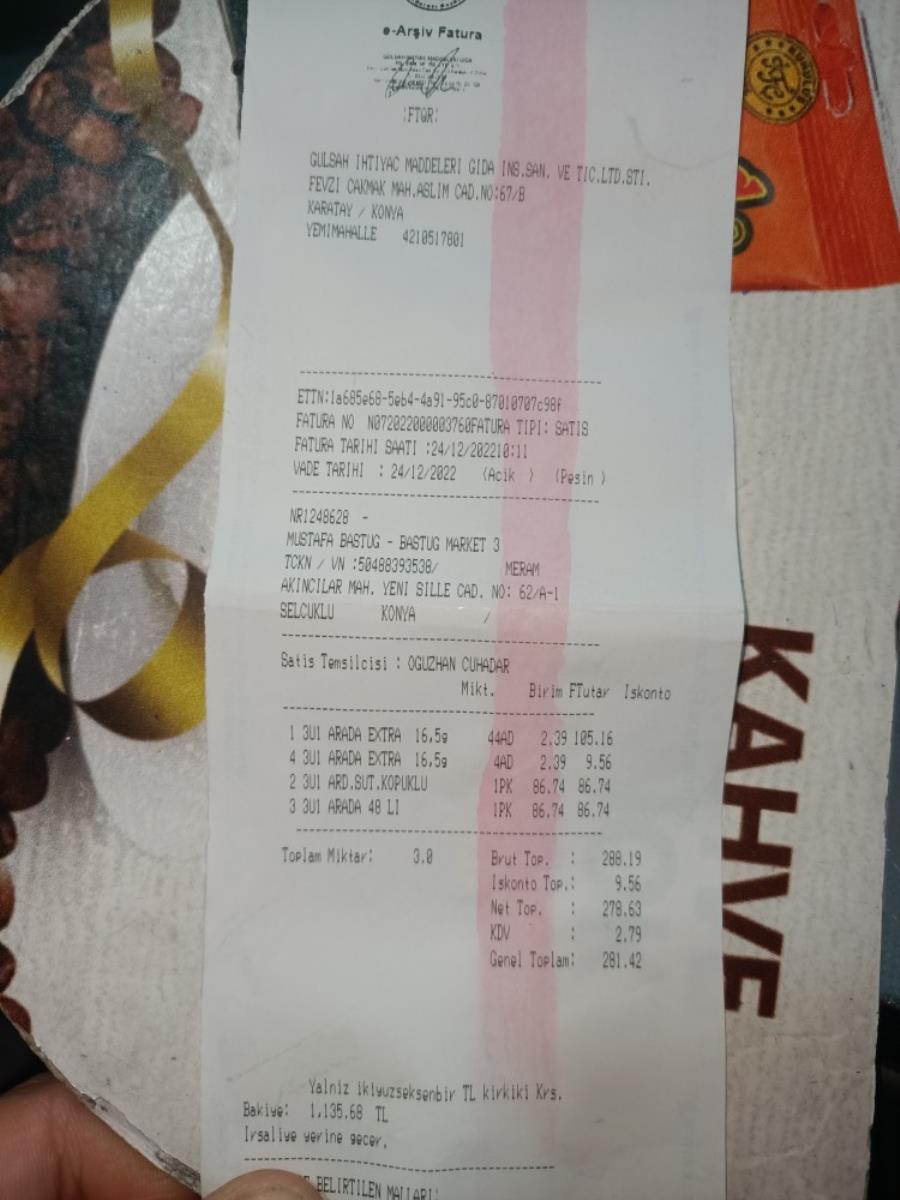 e-Arşiv Fatura
:FTQR:
GULSAH IHTIYAC MADDELERI GIDA INS.SAN. VE TIC.LTD.STI.
FEVZI CAKMAK MAH.ASLIM CAD.NO:67/B
KARATAY / KONYA
YEMIMAHALLE 4210517801
ETTN:1a685e68-5eb4-4a91-95c0-87010707c98f
FATURA NO N072022000003760FATURA TIPI: SATIS
FATURA TARIHI SAATI :24/12/202210:11
VADE TARIHI : 24/12/2022 (Acik ) (Pesin )
NR1248628 -
MUSTAFA BASTUG - BASTUG MARKET 3
TCKN / VN :50488393538/ MERAM
AKINCILAR MAH. YENI SILLE CAD. NO: 62/A-1
SELCUKLU KONYA /
Satis Temsilcisi : OGUZHAN CUHADAR
Mikt. Birim FTutar Iskonto
1 3U1 ARADA EXTRA 16,5g 44AD 2.39 105.16
4 3U1 ARADA EXTRA 16,5g 4AD 2.39 9.56
2 3U1 ARD.SUT.KOPUKLU 1PK 86.74 86.74
3 3U1 ARADA 48 LI 1PK 86.74 86.74
Toplam Miktar: 3.0 Brut Top. : 288.19
Iskonto Top.: 9.56
Net Top. : 278.63
KDV : 2.79
Genel Toplam: 281.42
Yalniz ikiyuzseksenbir TL kirkiki Krs.
Bakiye: 1,135.68 TL
Irsaliye yerine gecer.
BELIRTILEN MALLARI
KAHVE